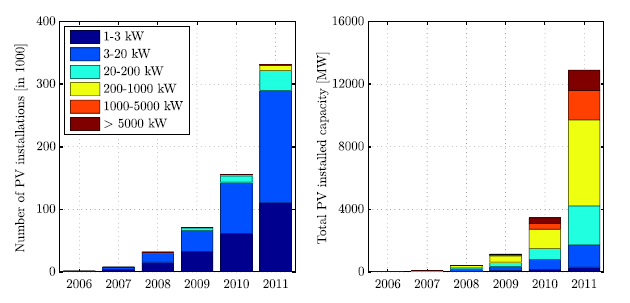 Number of PV installations [in 1000]
400
300
200
100
0
1-3 kW
3-20 kW
20-200 kW
200-1000 kW
1000-5000 kW
> 5000 kW
2006 2007 2008 2009 2010 2011
Total PV installed capacity [MW]
16000
12000
8000
4000
0
2006 2007 2008 2009 2010 2011